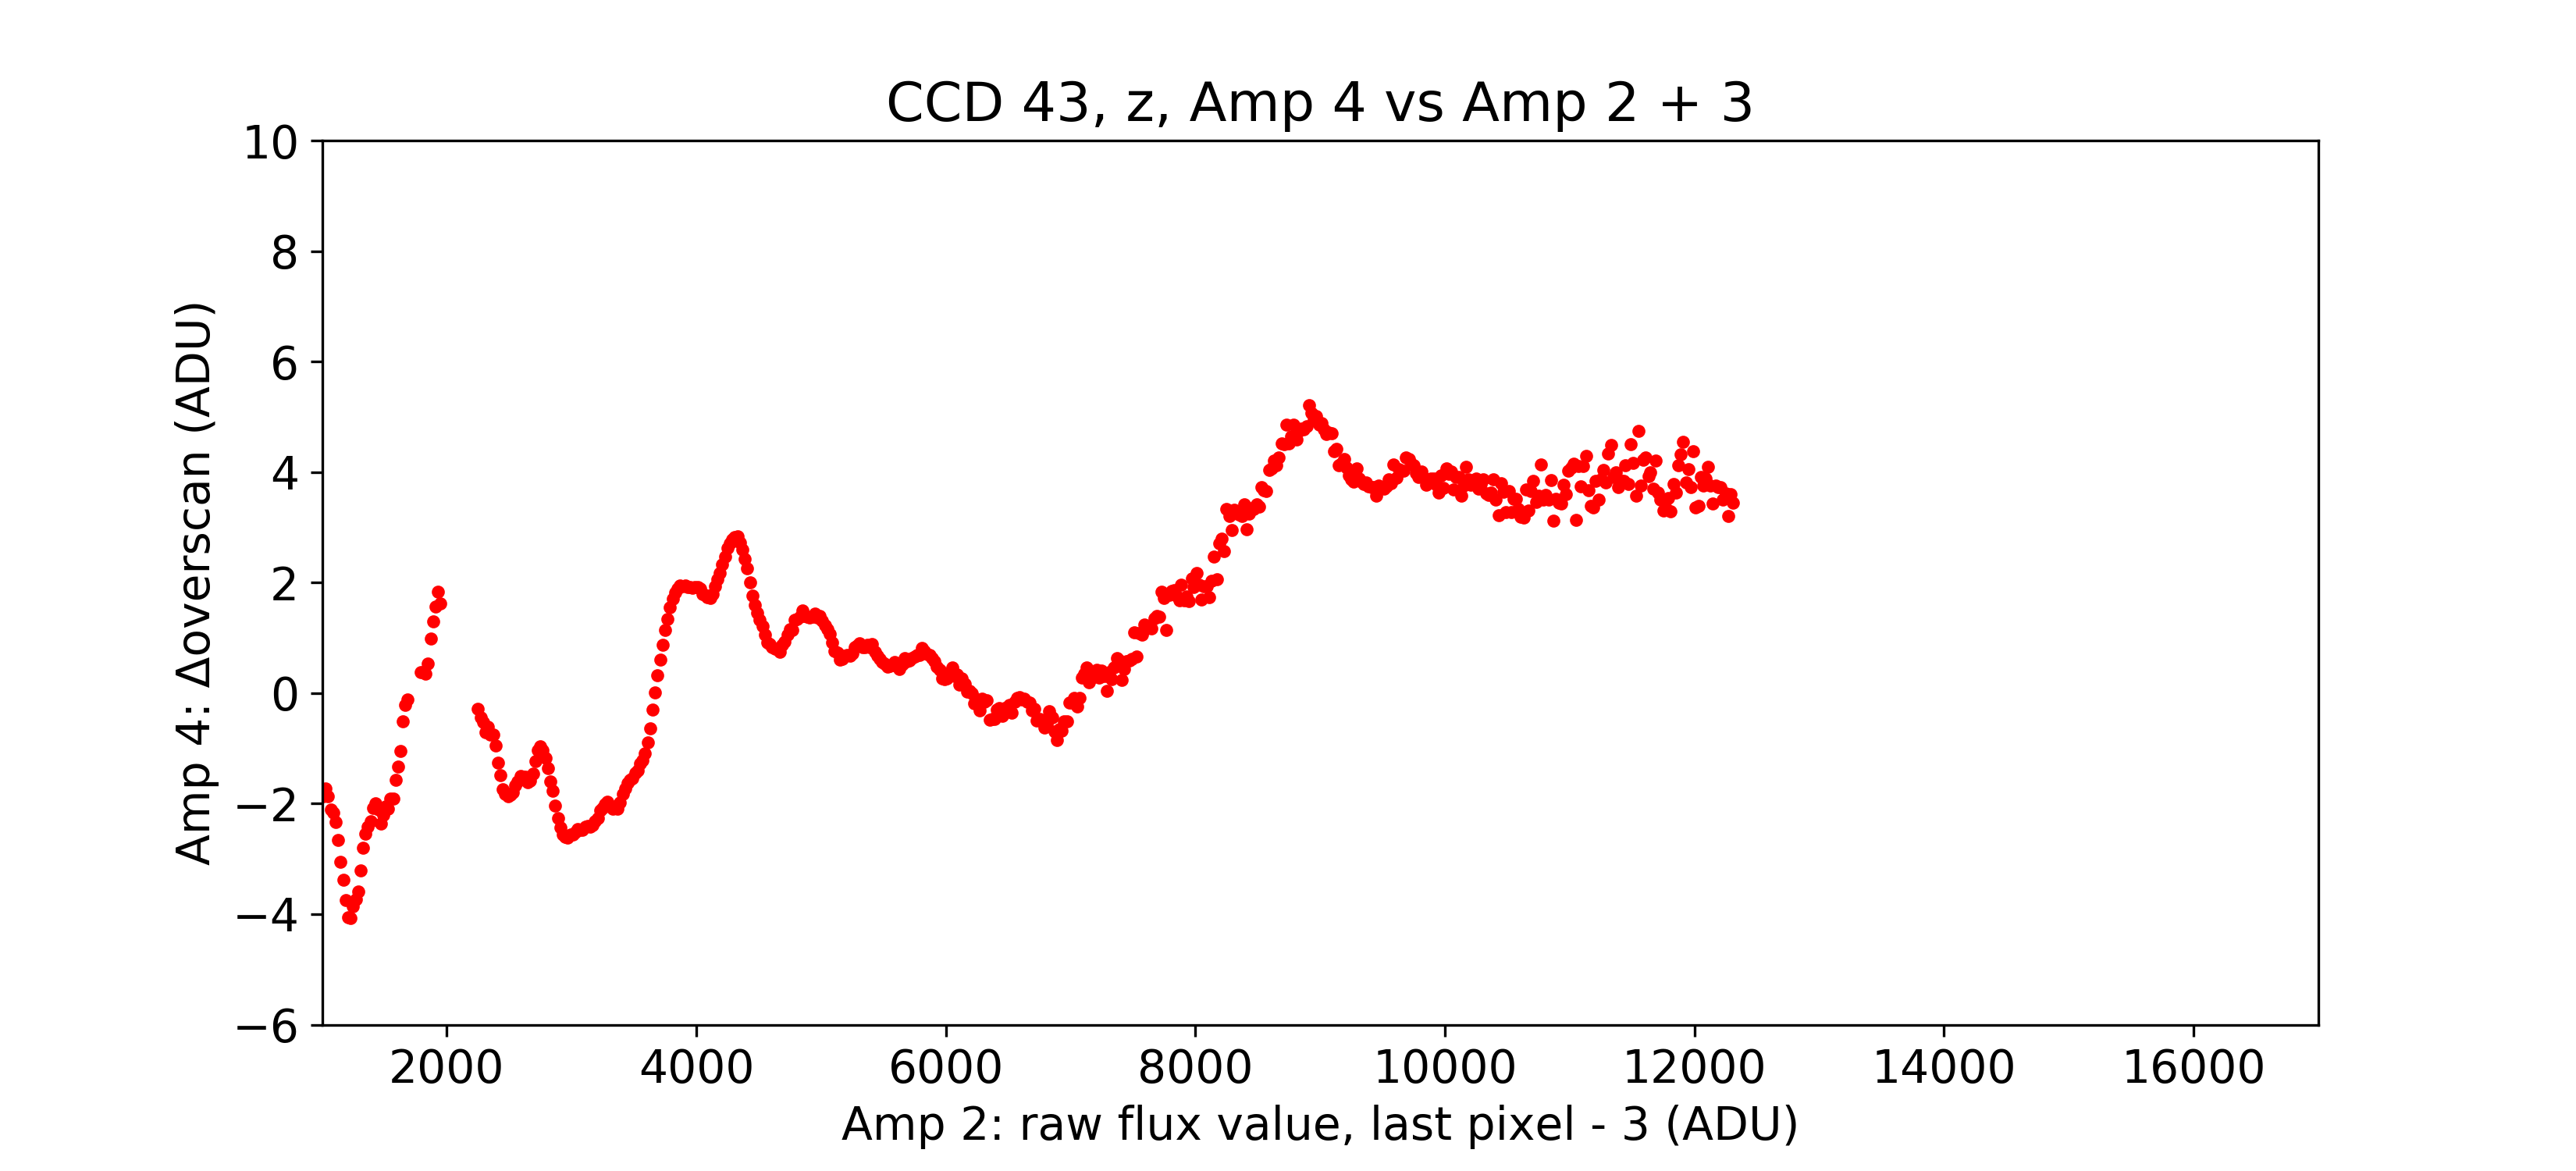 CCD 43, z, Amp 4 vs Amp 2 + 3
10
8
6
4
2
0
−2
−4
−6
Amp 4: Δoverscan (ADU)
2000 4000 6000 8000 10000 12000 14000 16000
Amp 2: raw flux value, last pixel - 3 (ADU)